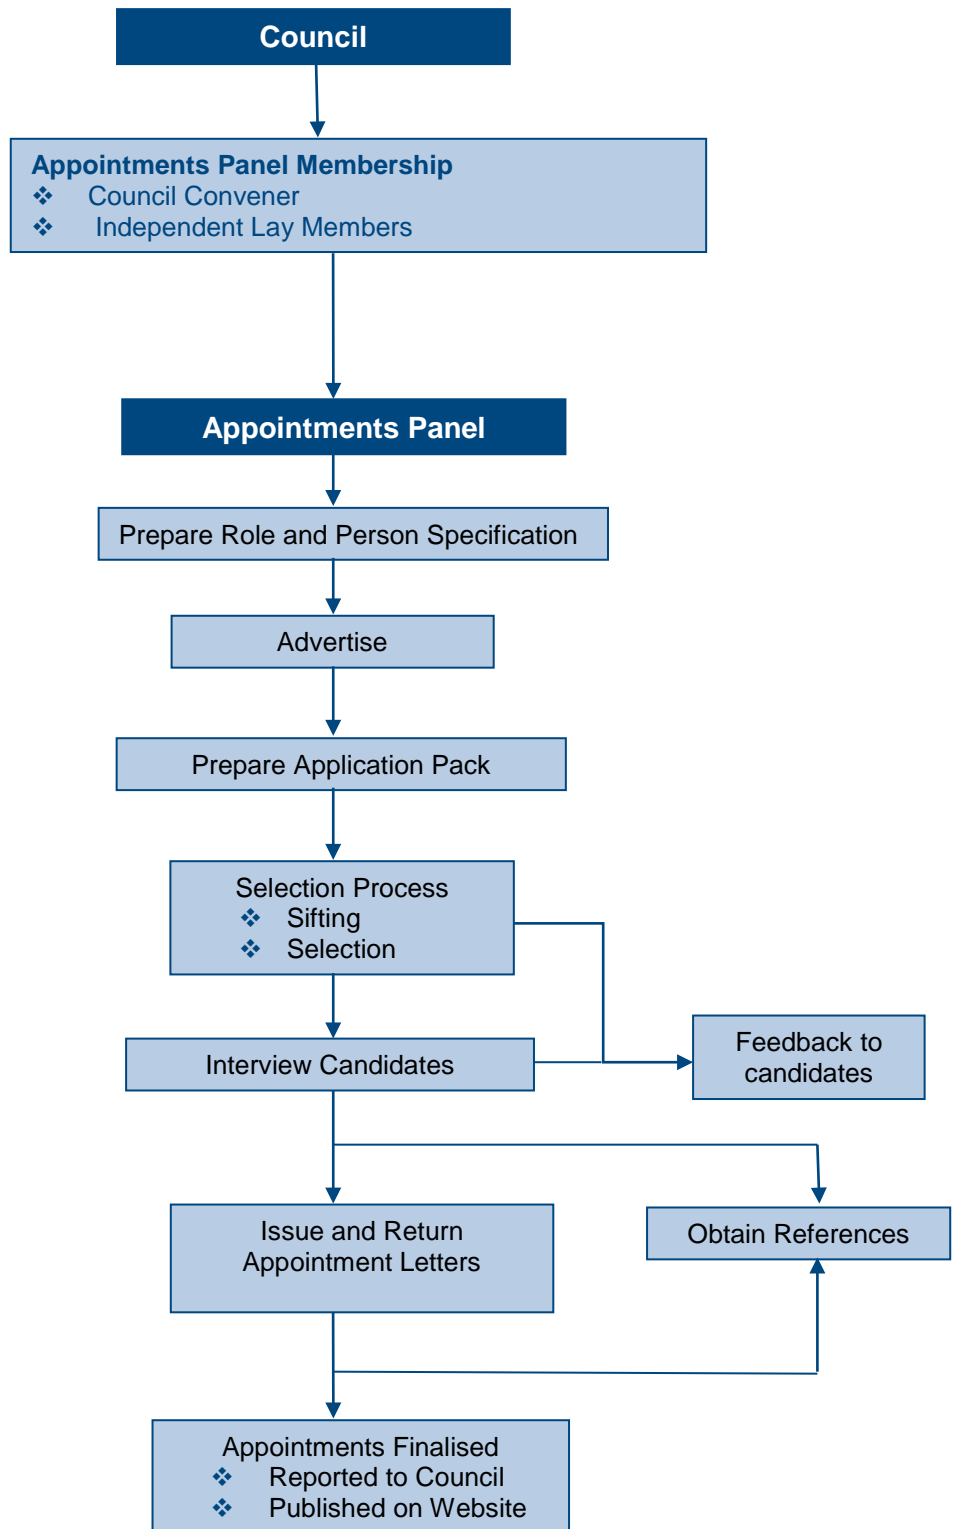 Council
Appointments Panel Membership
❖ Council Convener
❖ Independent Lay Members
Appointments Panel
Prepare Role and Person Specification
Advertise
Prepare Application Pack
Selection Process
❖ Sifting
❖ Selection
Interview Candidates
Feedback to
candidates
Issue and Return
Appointment Letters
Obtain References
Appointments Finalised
❖ Reported to Council
❖ Published on Website